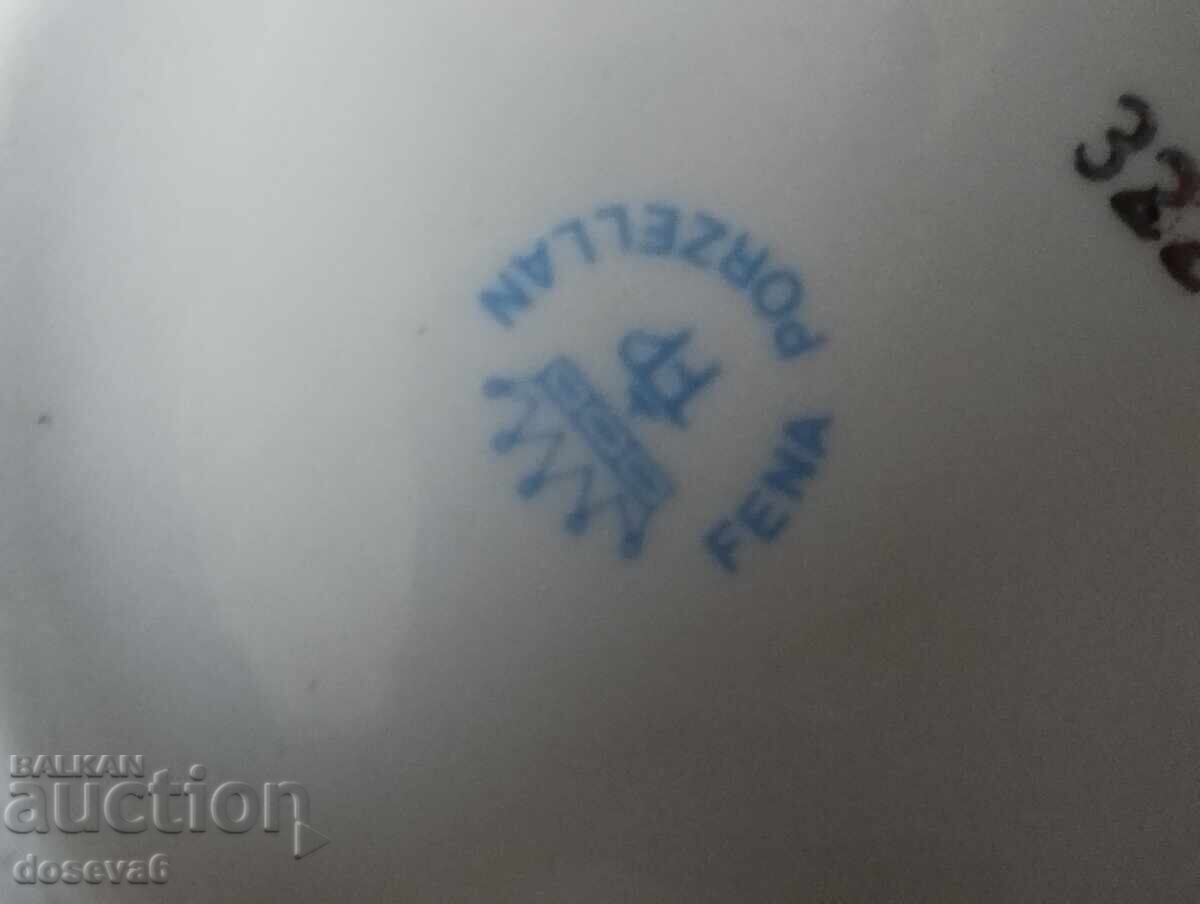 FENA PORZELLAN
BALKAN
auction
doseva6